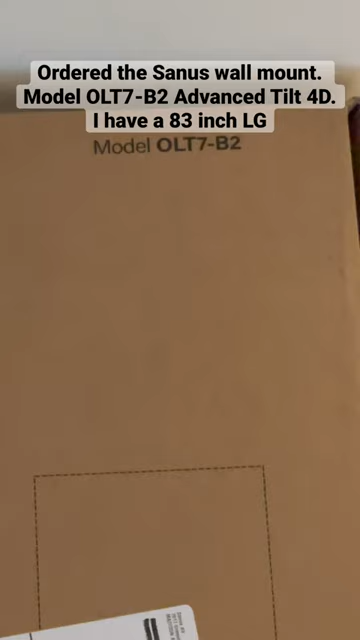 Ordered the Sanus wall mount.
Model OLT7-B2 Advanced Tilt 4D.
I have a 83 inch LG
Model OLT7-B2